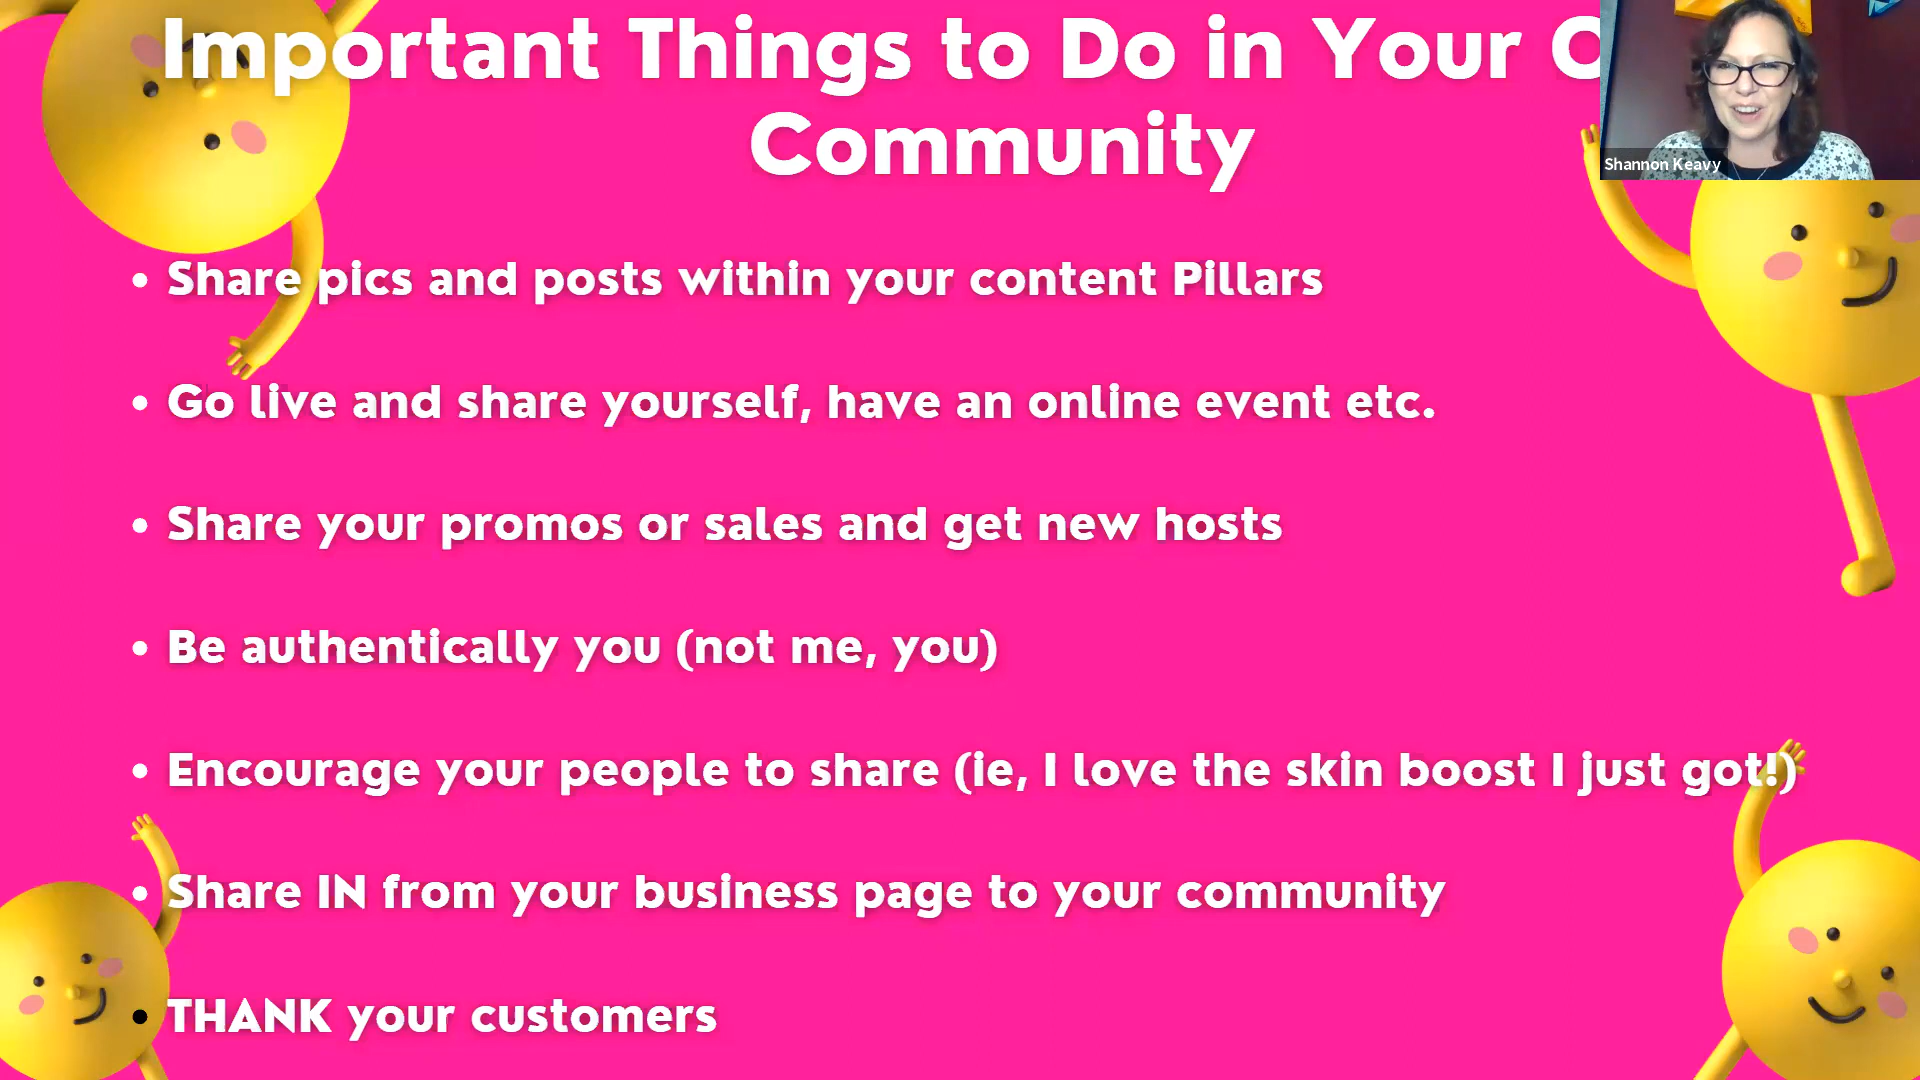 Important Things to Do in Your
Community
Shannon Keavy
• Share pics and posts within your content Pillars
• Go live and share yourself, have an online event etc.
• Share your promos or sales and get new hosts
• Be authentically you (not me, you)
• Encourage your people to share (ie, I love the skin boost I just got!)
• Share IN from your business page to your community
• THANK your customers